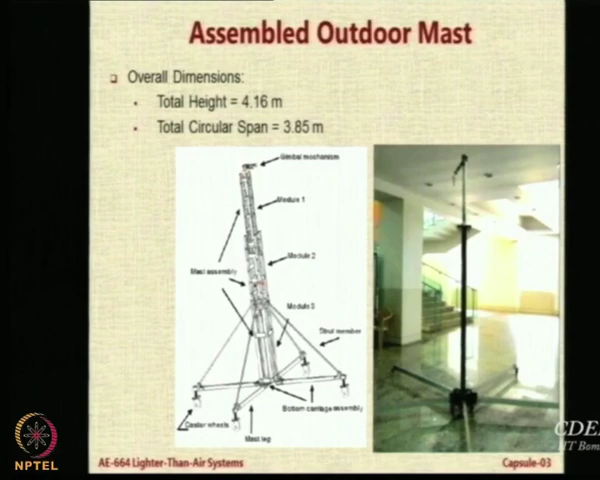 Assembled Outdoor Mast
Overall Dimensions:
Total Height = 4.16 m
Total Circular Span = 3.85 m
Gimbal mechanism
Module 1
Module 2
Mast assembly
Module 3
Strut member
Bottom carriage assembly
Castor wheels
Mast leg
CDEE
IIT Bom
NPTEL
AE-664 Lighter-Than-Air Systems
Capsule-03